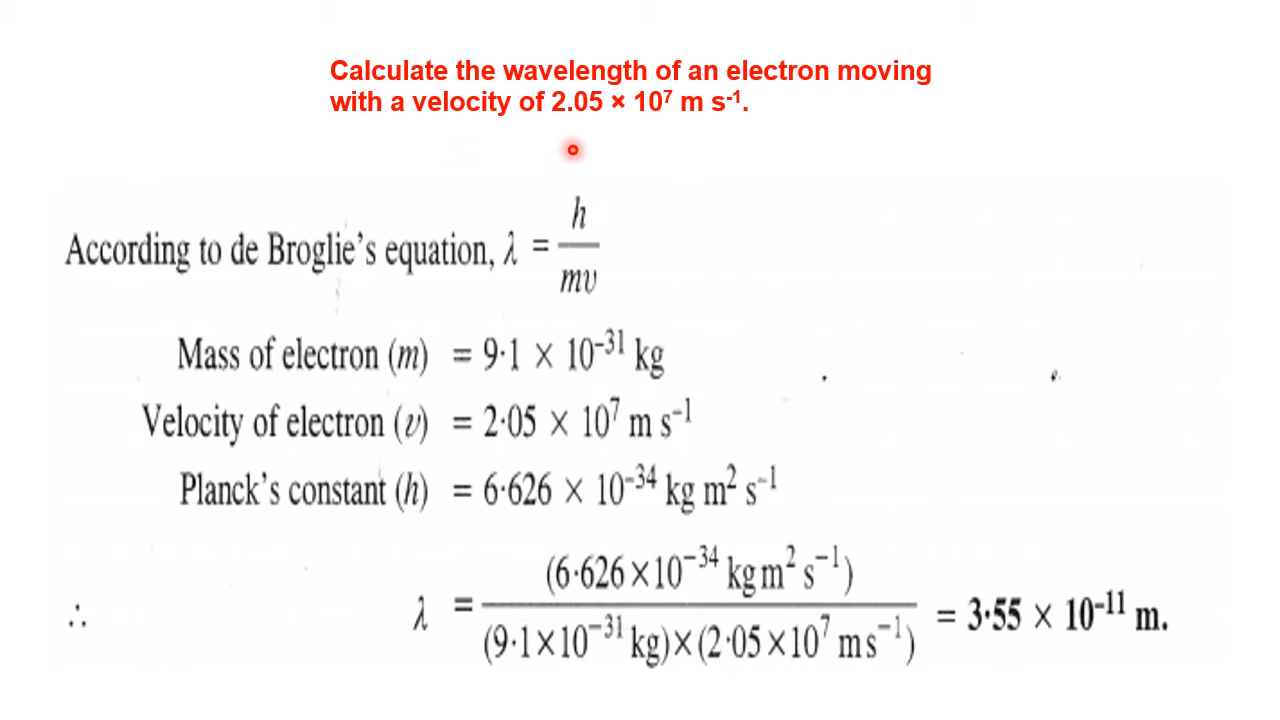 Calculate the wavelength of an electron moving
with a velocity of 2.05 × 10⁷ m s⁻¹.
According to de Broglie's equation, λ = h/mv
Mass of electron (m) = 9·1 × 10⁻³¹ kg
Velocity of electron (v) = 2·05 × 10⁷ m s⁻¹
Planck's constant (h) = 6·626 × 10⁻³⁴ kg m² s⁻¹
∴ λ = (6·626×10⁻³⁴ kg m² s⁻¹)/(9·1×10⁻³¹ kg)×(2·05×10⁷ m s⁻¹) = 3·55 × 10⁻¹¹ m.